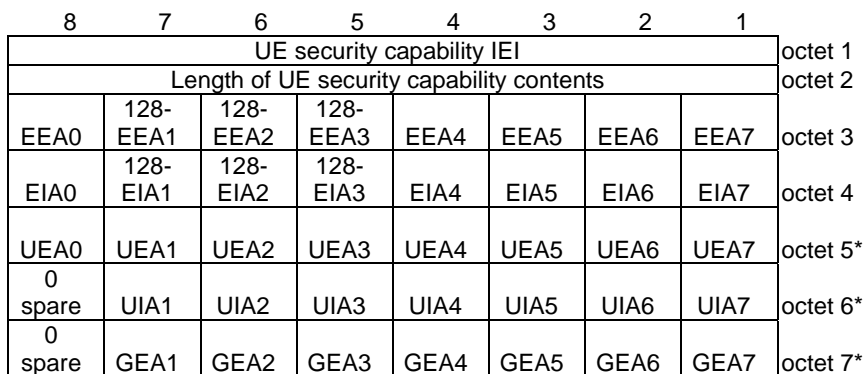 8 7 6 5 4 3 2 1
UE security capability IEI octet 1
Length of UE security capability contents octet 2
128- 128- 128-
EEA0 EEA1 EEA2 EEA3 EEA4 EEA5 EEA6 EEA7 octet 3
128- 128- 128-
EIA0 EIA1 EIA2 EIA3 EIA4 EIA5 EIA6 EIA7 octet 4
UEA0 UEA1 UEA2 UEA3 UEA4 UEA5 UEA6 UEA7 octet 5*
0
spare UIA1 UIA2 UIA3 UIA4 UIA5 UIA6 UIA7 octet 6*
0
spare GEA1 GEA2 GEA3 GEA4 GEA5 GEA6 GEA7 octet 7*